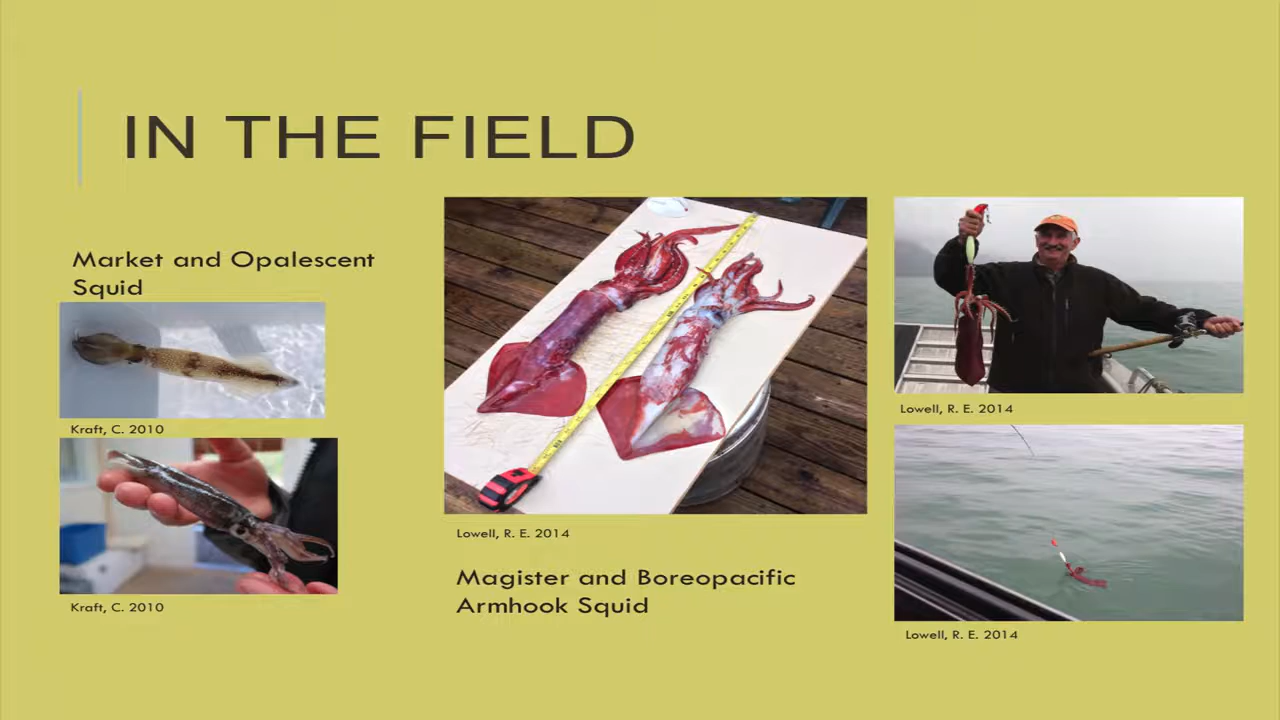 IN THE FIELD
Market and Opalescent
Squid
Kraft, C. 2010
Kraft, C. 2010
Lowell, R. E. 2014
Magister and Boreopacific
Armhook Squid
Lowell, R. E. 2014
Lowell, R. E. 2014